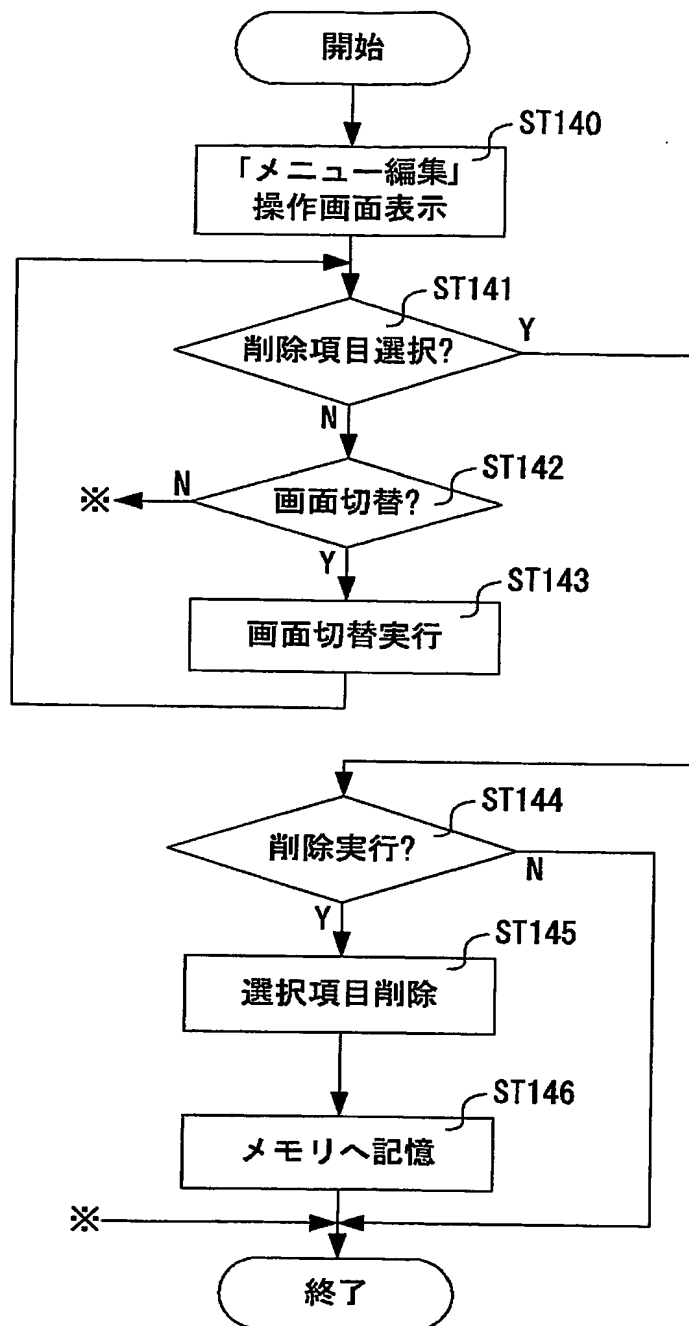 開始
ST140
「メニュー編集」
操作画面表示
ST141
削除項目選択?
Y
N
ST142
画面切替?
N
※
Y
ST143
画面切替実行
ST144
削除実行?
N
Y
ST145
選択項目削除
ST146
メモリへ記憶
※
終了